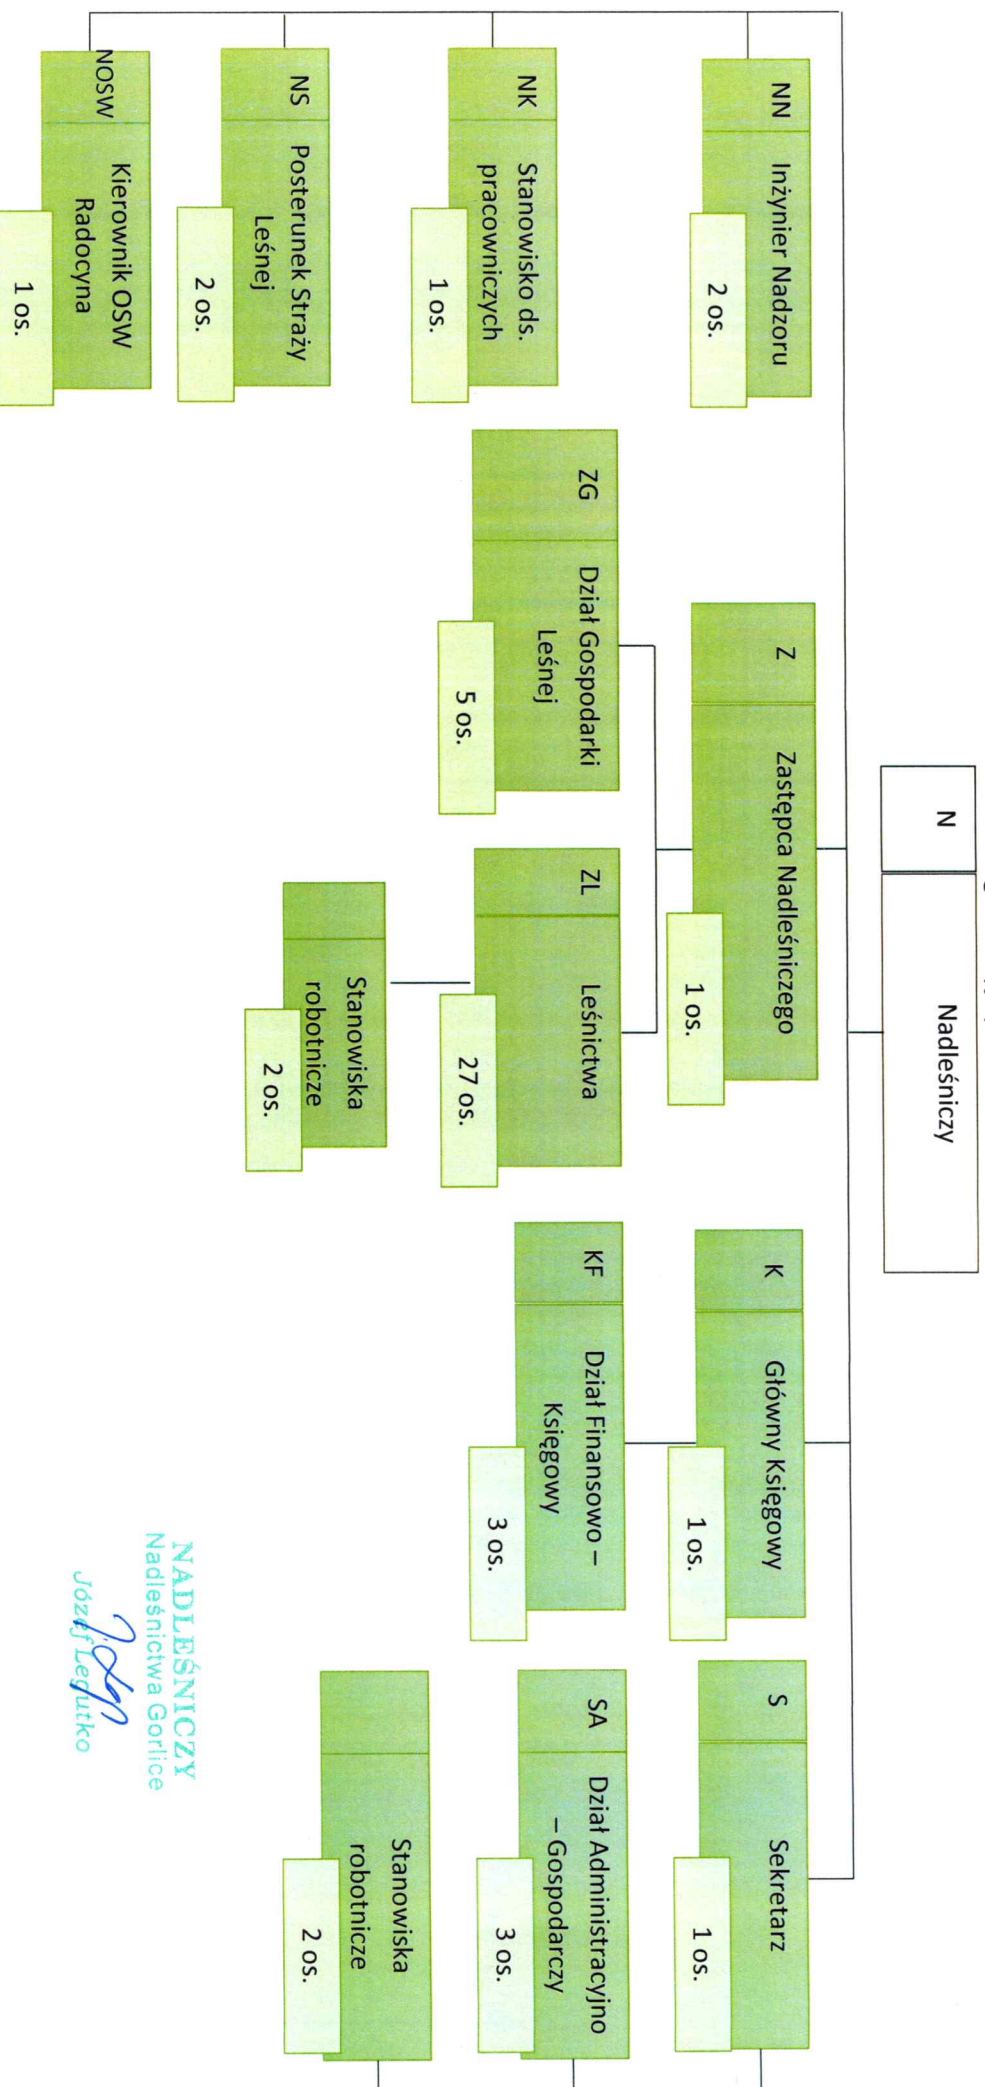 N
Nadleśniczy
NN
Inżynier Nadzoru
2 os.
NK
Stanowisko ds.
pracowniczych
1 os.
NS
Posterunek Straży
Leśnej
2 os.
NOSW
Kierownik OSW
Radocyna
1 os.
Z
Zastępca Nadleśniczego
1 os.
ZG
Dział Gospodarki
Leśnej
5 os.
ZL
Leśnictwa
27 os.
Stanowiska
robotnicze
2 os.
K
Główny Księgowy
1 os.
KF
Dział Finansowo –
Księgowy
3 os.
S
Sekretarz
1 os.
SA
Dział Administracyjno
– Gospodarczy
3 os.
Stanowiska
robotnicze
2 os.
NADLEŚNICZY
Nadleśnictwa Gorlice
Józef Legutko